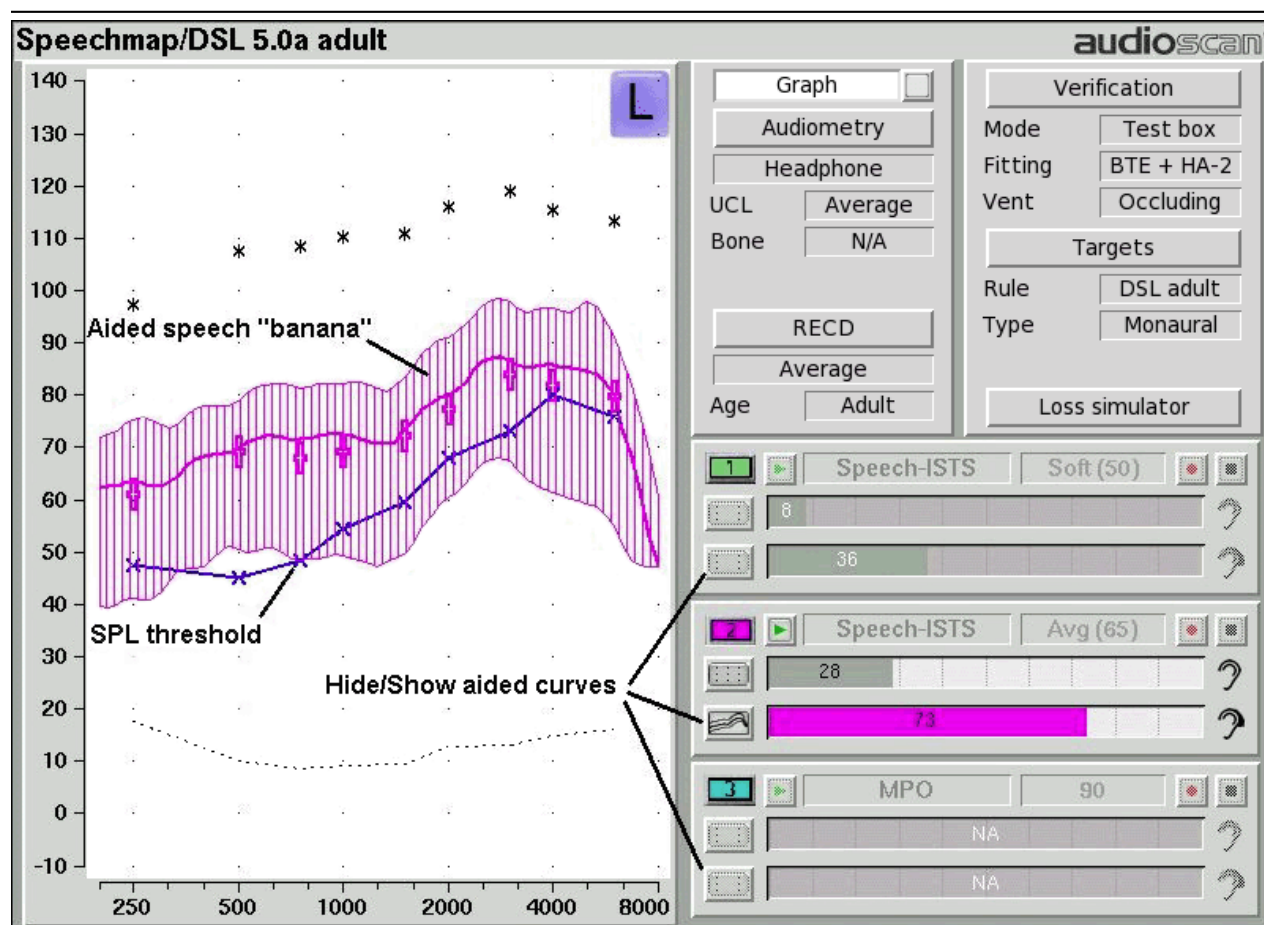 Speechmap/DSL 5.0a adult
audioscan
140
130
120
110
100
90
80
70
60
50
40
30
20
10
0
-10
L
Aided speech "banana"
SPL threshold
Hide/Show aided curves
250 500 1000 2000 4000 8000
Graph
Audiometry
Headphone
UCL Average
Bone N/A
RECD
Average
Age Adult
Verification
Mode Test box
Fitting BTE + HA-2
Vent Occluding
Targets
Rule DSL adult
Type Monaural
Loss simulator
1 Speech-ISTS Soft (50)
8
36
2 Speech-ISTS Avg (65)
28
73
3 MPO 90
NA
NA